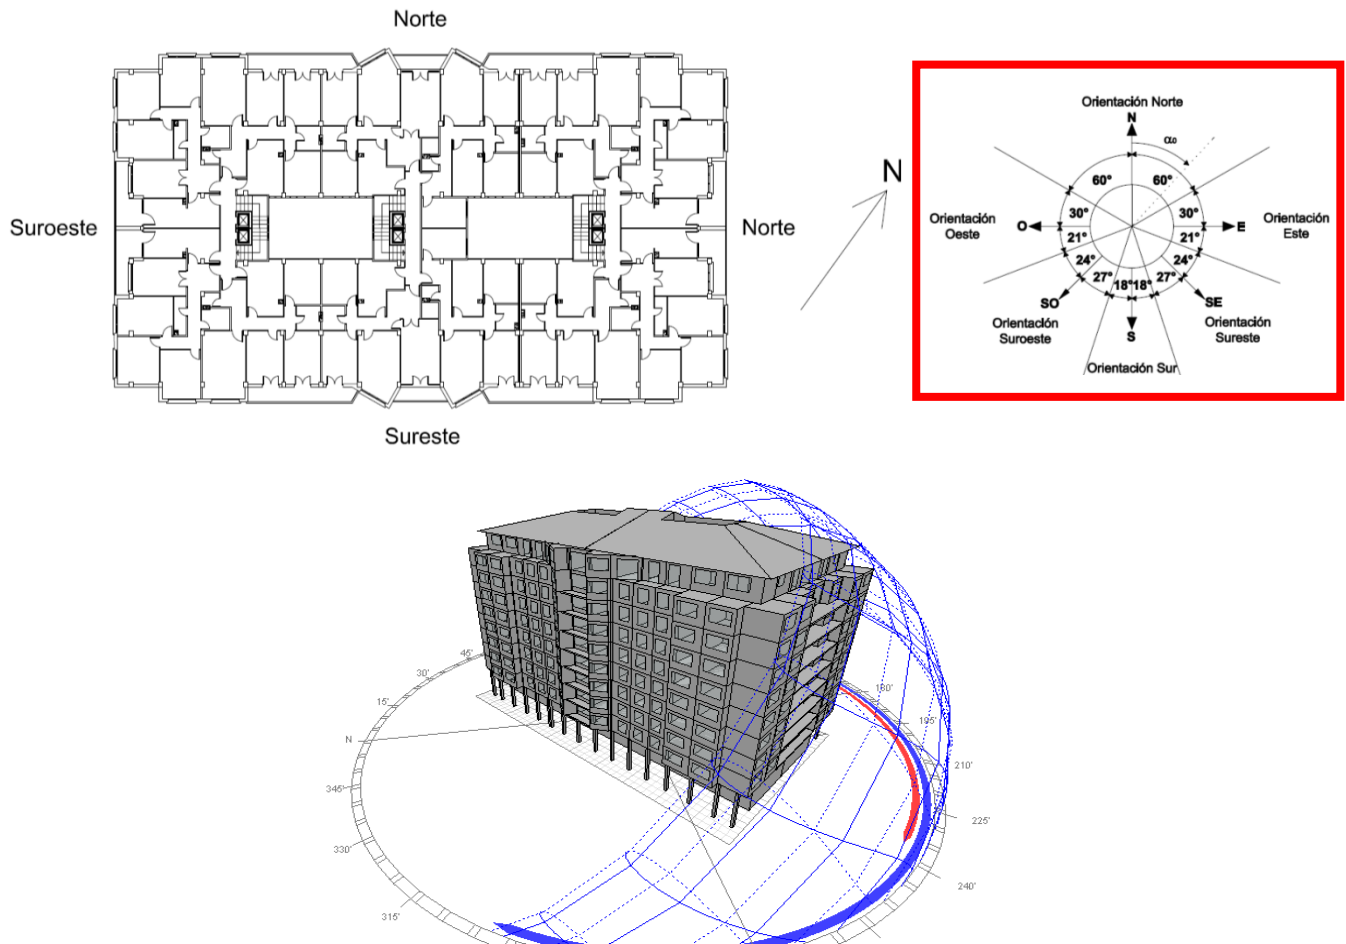 Norte
Suroeste
Norte
Sureste
N
Orientación Norte
N
αo
60°
60°
30°
30°
Orientación
Oeste
O
E
Orientación
Este
21°
21°
24°
24°
27°
18°
18°
27°
SO
SE
Orientación
Suroeste
S
Orientación
Sureste
Orientación Sur
45°
30°
15°
N
345°
330°
315°
180°
195°
210°
225°
240°